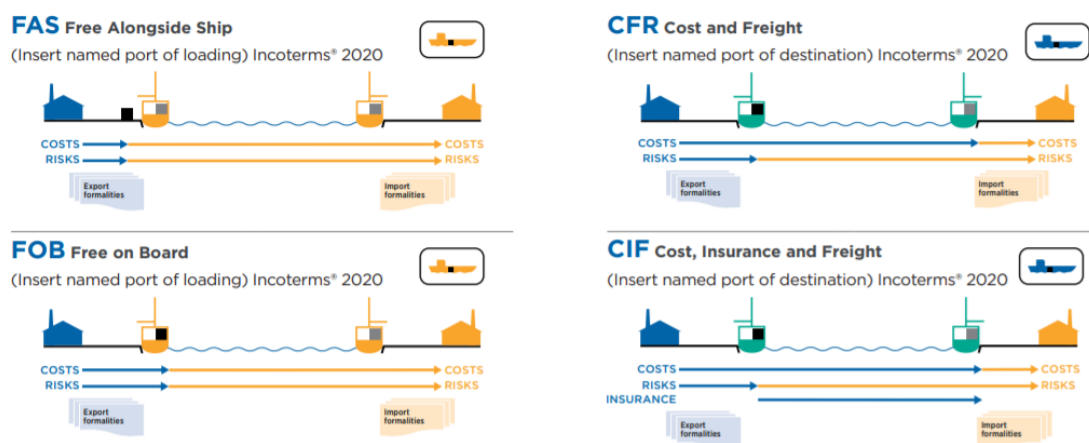 FAS Free Alongside Ship
(Insert named port of loading) Incoterms® 2020
COSTS COSTS
RISKS RISKS
Export
formalities
Import
formalities
CFR Cost and Freight
(Insert named port of destination) Incoterms® 2020
COSTS COSTS
RISKS RISKS
Export
formalities
Import
formalities
FOB Free on Board
(Insert named port of loading) Incoterms® 2020
COSTS COSTS
RISKS RISKS
Export
formalities
Import
formalities
CIF Cost, Insurance and Freight
(Insert named port of destination) Incoterms® 2020
COSTS COSTS
RISKS RISKS
INSURANCE
Export
formalities
Import
formalities